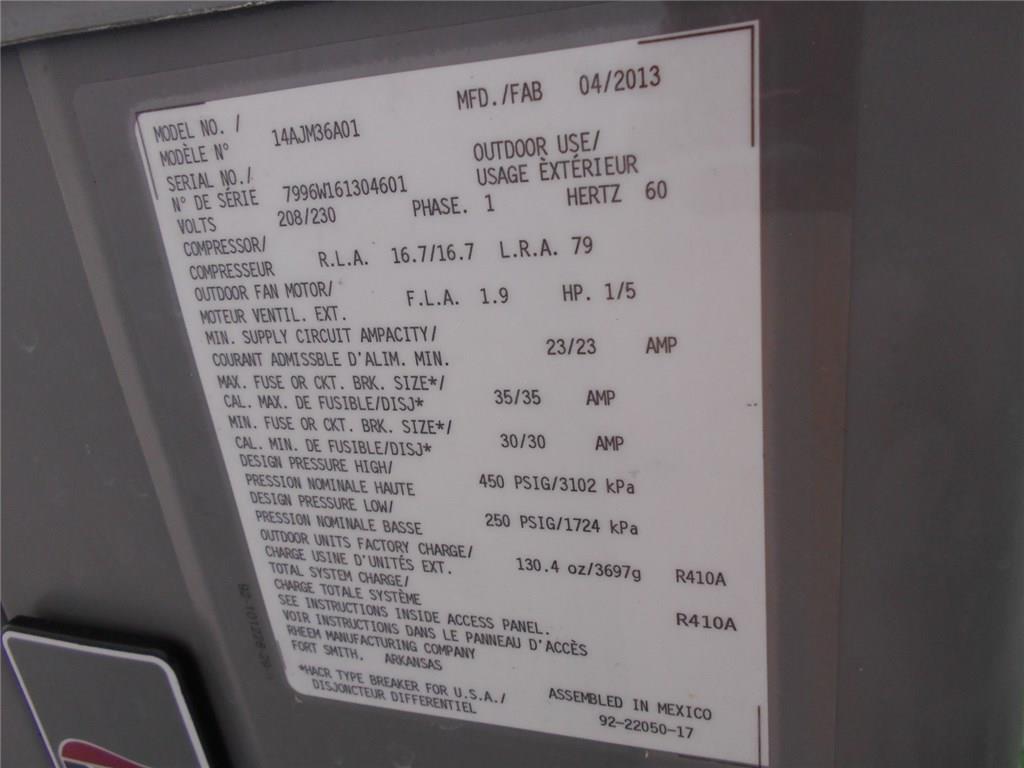 MFD./FAB 04/2013
MODEL NO. / 14AJM36A01
MODÈLE N°
OUTDOOR USE/
USAGE ÈXTÉRIEUR
SERIAL NO./ 7996W161304601
N° DE SÉRIE
VOLTS 208/230 PHASE. 1 HERTZ 60
COMPRESSOR/ R.L.A. 16.7/16.7 L.R.A. 79
COMPRESSEUR
OUTDOOR FAN MOTOR/ F.L.A. 1.9 HP. 1/5
MOTEUR VENTIL. EXT.
MIN. SUPPLY CIRCUIT AMPACITY/ 23/23 AMP
COURANT ADMISSBLE D'ALIM. MIN.
MAX. FUSE OR CKT. BRK. SIZE*/ 35/35 AMP
CAL. MAX. DE FUSIBLE/DISJ*
MIN. FUSE OR CKT. BRK. SIZE*/ 30/30 AMP
CAL. MIN. DE FUSIBLE/DISJ*
DESIGN PRESSURE HIGH/ 450 PSIG/3102 kPa
PRESSION NOMINALE HAUTE
DESIGN PRESSURE LOW/ 250 PSIG/1724 kPa
PRESSION NOMINALE BASSE
OUTDOOR UNITS FACTORY CHARGE/ 130.4 oz/3697g R410A
CHARGE USINE D'UNITÉS EXT.
TOTAL SYSTEM CHARGE/ R410A
CHARGE TOTALE SYSTÈME
SEE INSTRUCTIONS INSIDE ACCESS PANEL.
VOIR INSTRUCTIONS DANS LE PANNEAU D'ACCÈS
RHEEM MANUFACTURING COMPANY
FORT SMITH, ARKANSAS
*HACR TYPE BREAKER FOR U.S.A./ ASSEMBLED IN MEXICO
DISJONCTEUR DIFFERENTIEL 92-22050-17